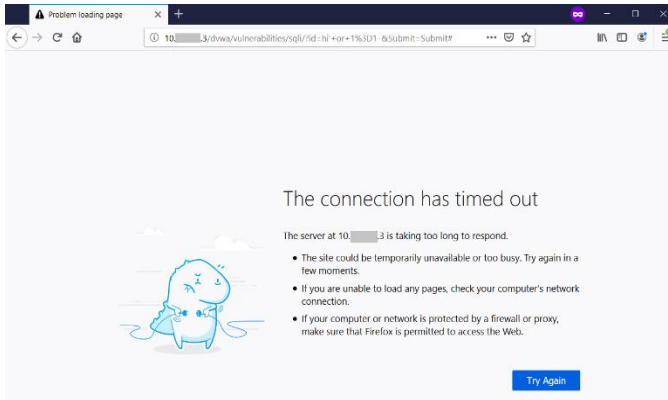 Problem loading page
10. .3/dvwa/vulnerabilities/sqli/?id=hi'+or+1%3D1-&Submit=Submit#
The connection has timed out
The server at 10. .3 is taking too long to respond.
The site could be temporarily unavailable or too busy. Try again in a
few moments.
If you are unable to load any pages, check your computer's network
connection.
If your computer or network is protected by a firewall or proxy,
make sure that Firefox is permitted to access the Web.
Try Again